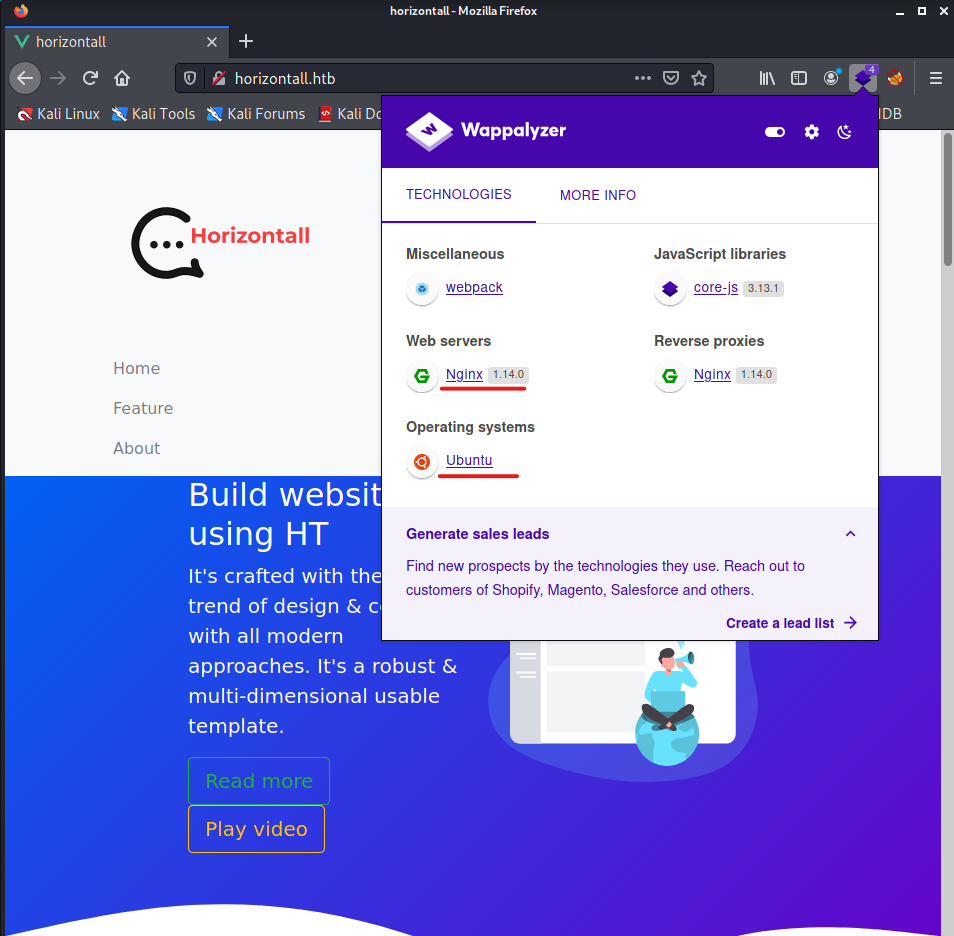 horizontall - Mozilla Firefox
horizontall
horizontall.htb
4
Kali Linux Kali Tools Kali Forums Kali Do
DB
Wappalyzer
TECHNOLOGIES MORE INFO
Miscellaneous
webpack
JavaScript libraries
core-js 3.13.1
Web servers
Nginx 1.14.0
Reverse proxies
Nginx 1.14.0
Operating systems
Ubuntu
Generate sales leads
Find new prospects by the technologies they use. Reach out to
customers of Shopify, Magento, Salesforce and others.
Create a lead list
Horizontall
Home
Feature
About
Build websit
using HT
It's crafted with the
trend of design & c
with all modern
approaches. It's a robust &
multi-dimensional usable
template.
Read more
Play video